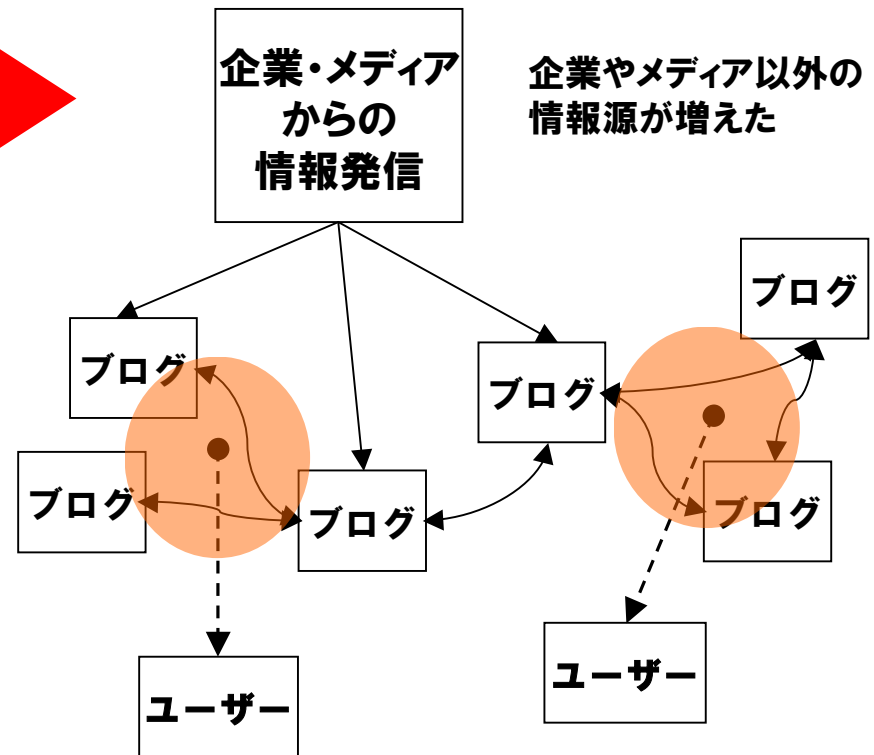 企業・メディア
からの
情報発信
企業やメディア以外の
情報源が増えた
ブログ
ブログ
ブログ
ブログ
ブログ
ブログ
ユーザー
ユーザー